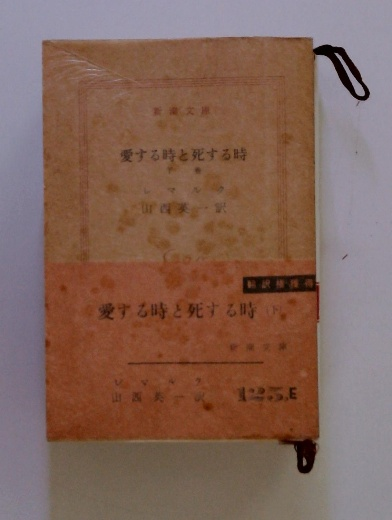 新潮文庫
愛する時と死する時
下巻
レマルク
山西英一訳
愛する時と死する時（下）
新潮文庫
レマルク
山西英一訳
125.E